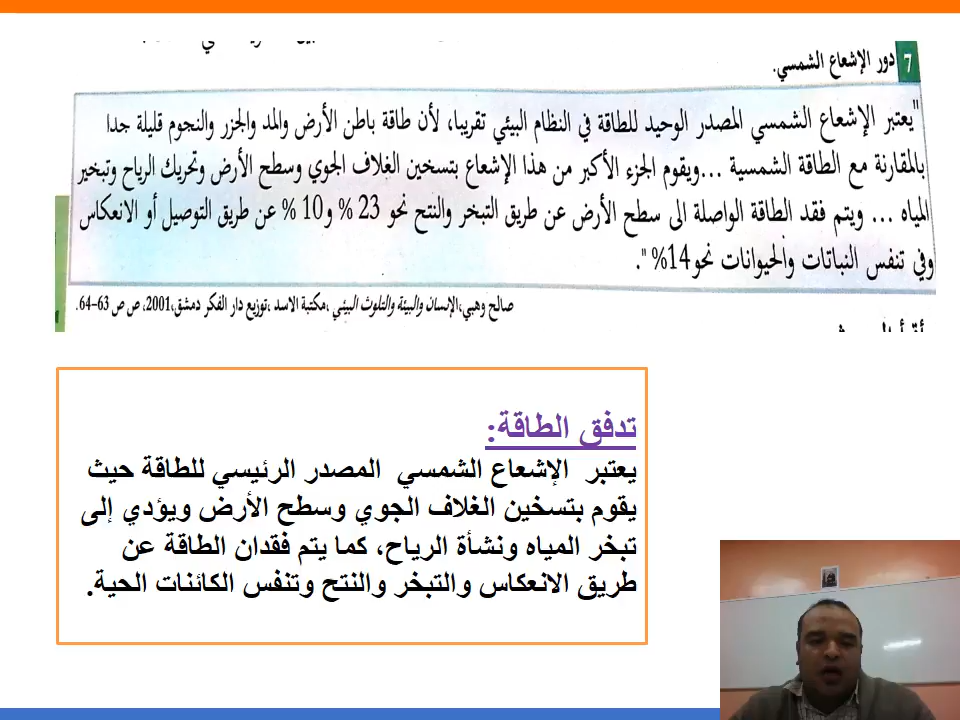 7 دور الإشعاع الشمسي.
"يعتبر الإشعاع الشمسي المصدر الوحيد للطاقة في النظام البيئي تقريبا، لأن طاقة باطن الأرض والمد والجزر والنجوم قليلة جدا
بالمقارنة مع الطاقة الشمسية ...ويقوم الجزء الأكبر من هذا الإشعاع بتسخين الغلاف الجوي وسطح الأرض وتحريك الرياح وتبخير
المياه ... ويتم فقد الطاقة الواصلة الى سطح الأرض عن طريق التبخر والنتح نحو 23 % و10 % عن طريق التوصيل أو الانعكاس
وفي تنفس النباتات والحيوانات نحو14% ".
صالح وهبي،الإنسان والبيئة والتلوث البيئي ،مكتبة الاسد ،توزيع دار الفكر دمشق،2001، ص ص 63-64.
تدفق الطاقة:
يعتبر الإشعاع الشمسي المصدر الرئيسي للطاقة حيث
يقوم بتسخين الغلاف الجوي وسطح الأرض ويؤدي إلى
تبخر المياه ونشأة الرياح، كما يتم فقدان الطاقة عن
طريق الانعكاس والتبخر والنتح وتنفس الكائنات الحية.